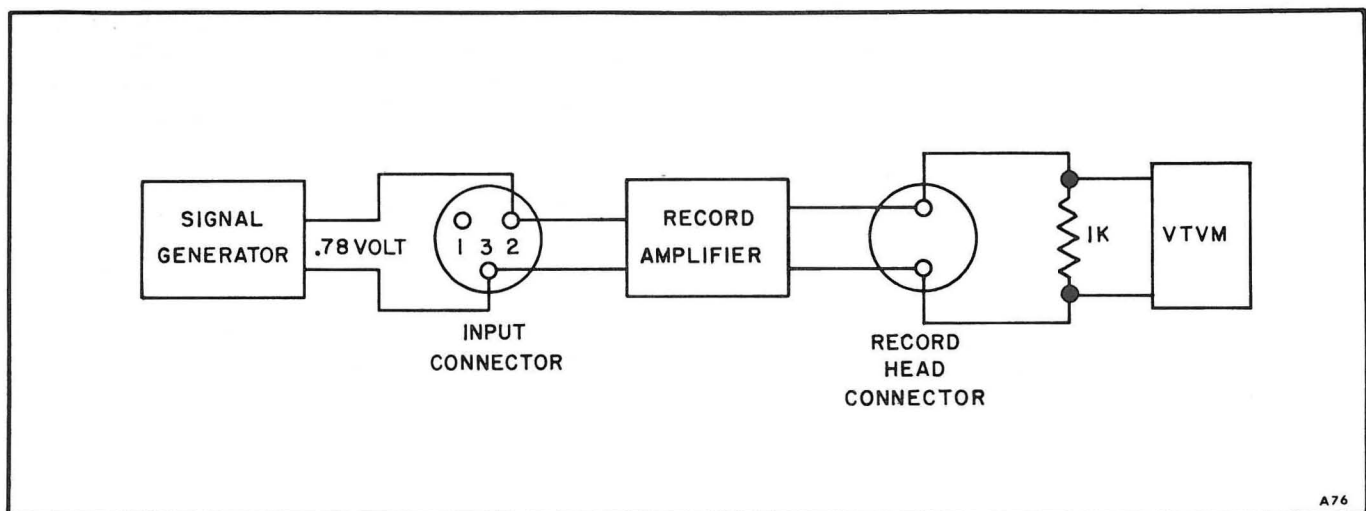 SIGNAL
GENERATOR
.78 VOLT
1 3 2
INPUT
CONNECTOR
RECORD
AMPLIFIER
RECORD
HEAD
CONNECTOR
1K
VTVM
A76